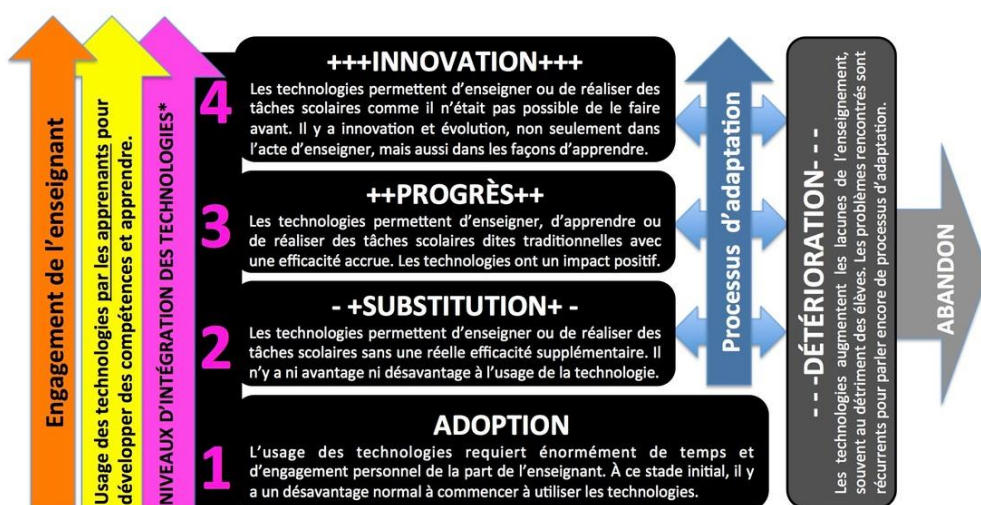 Engagement de l'enseignant
Usage des technologies par les apprenants pour
développer des compétences et apprendre.
NIVEAUX D'INTÉGRATION DES TECHNOLOGIES*
4
+++INNOVATION+++
Les technologies permettent d'enseigner ou de réaliser des
tâches scolaires comme il n'était pas possible de le faire
avant. Il y a innovation et évolution, non seulement dans
l'acte d'enseigner, mais aussi dans les façons d'apprendre.
3
++PROGRÈS++
Les technologies permettent d'enseigner, d'apprendre ou
de réaliser des tâches scolaires dites traditionnelles avec
une efficacité accrue. Les technologies ont un impact positif.
2
- +SUBSTITUTION+ -
Les technologies permettent d'enseigner ou de réaliser des
tâches scolaires sans une réelle efficacité supplémentaire. Il
n'y a ni avantage ni désavantage à l'usage de la technologie.
1
ADOPTION
L'usage des technologies requiert énormément de temps et
d'engagement personnel de la part de l'enseignant. À ce stade initial, il y
a un désavantage normal à commencer à utiliser les technologies.
Processus d'adaptation
- - -DÉTÉRIORATION- - -
Les technologies augmentent les lacunes de l'enseignement,
souvent au détriment des élèves. Les problèmes rencontrés sont
récurrents pour parler encore de processus d'adaptation.
ABANDON